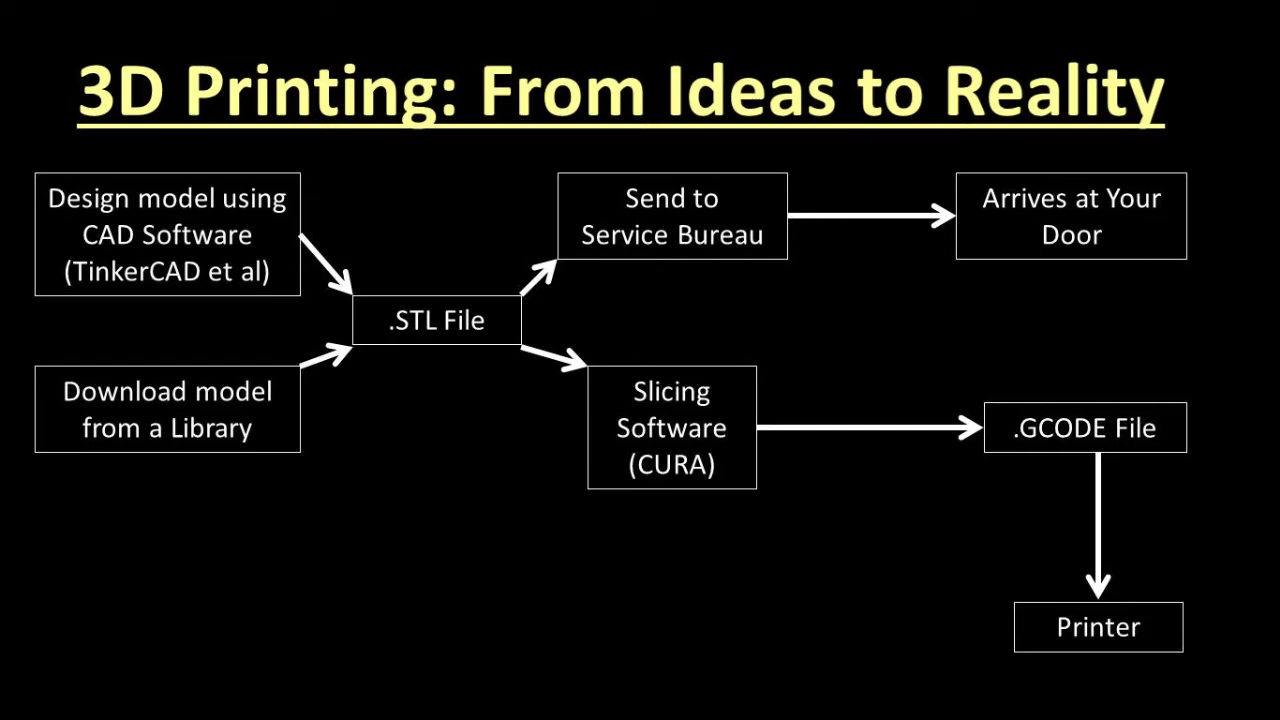 3D Printing: From Ideas to Reality
Design model using
CAD Software
(TinkerCAD et al)
Send to
Service Bureau
Arrives at Your
Door
.STL File
Download model
from a Library
Slicing
Software
(CURA)
.GCODE File
Printer